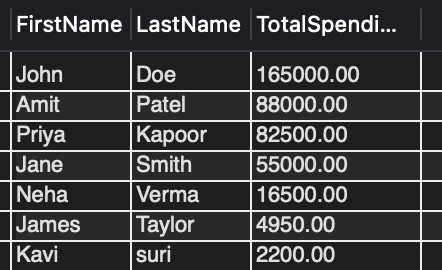 FirstName LastName TotalSpendi...
John Doe 165000.00
Amit Patel 88000.00
Priya Kapoor 82500.00
Jane Smith 55000.00
Neha Verma 16500.00
James Taylor 4950.00
Kavi suri 2200.00